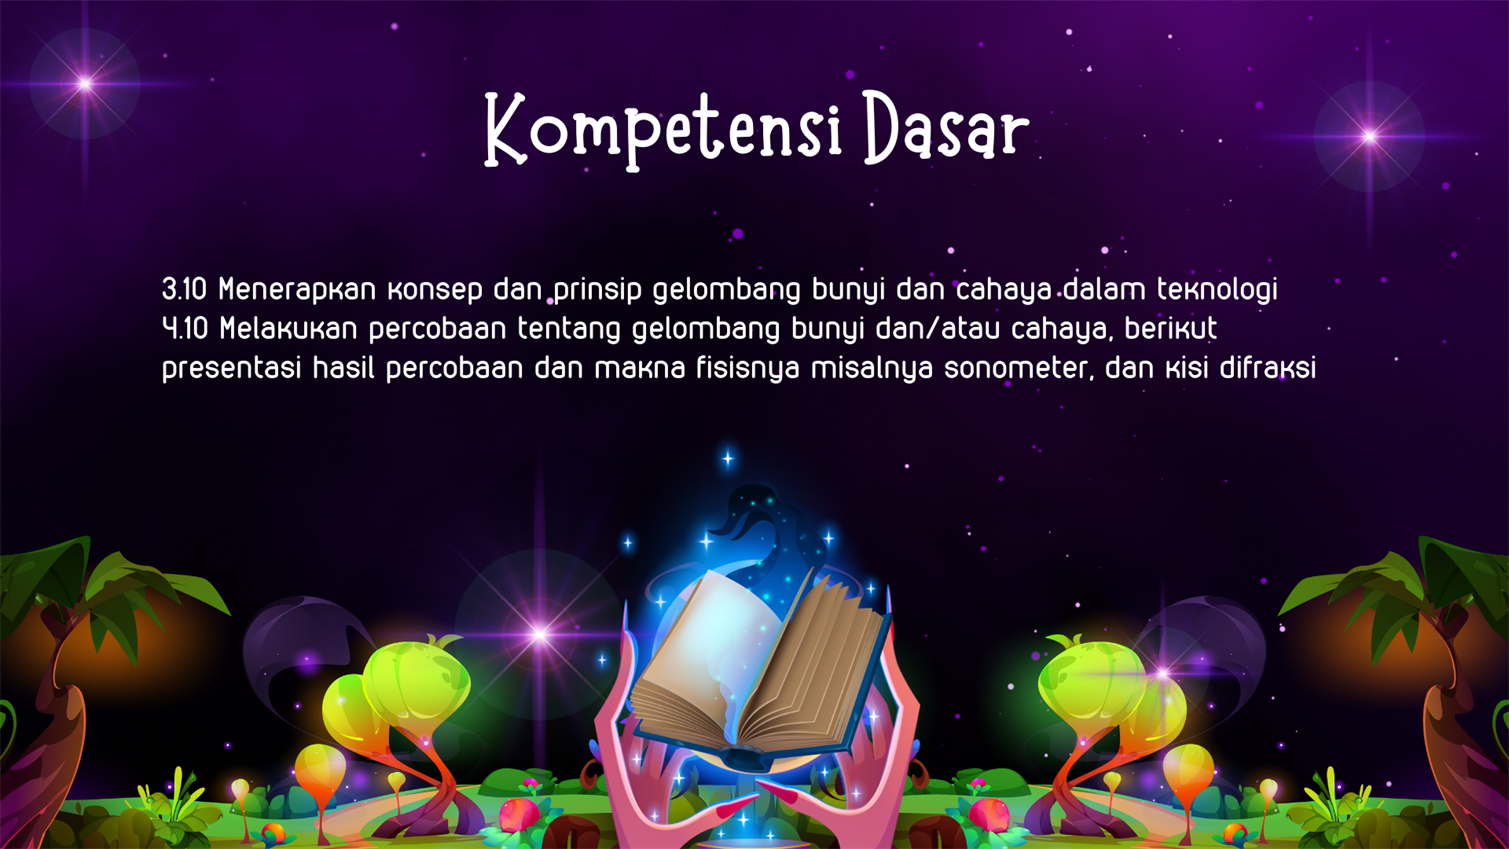 Kompetensi Dasar
3.10 Menerapkan konsep dan prinsip gelombang bunyi dan cahaya dalam teknologi
4.10 Melakukan percobaan tentang gelombang bunyi dan/atau cahaya, berikut
presentasi hasil percobaan dan makna fisisnya misalnya sonometer, dan kisi difraksi